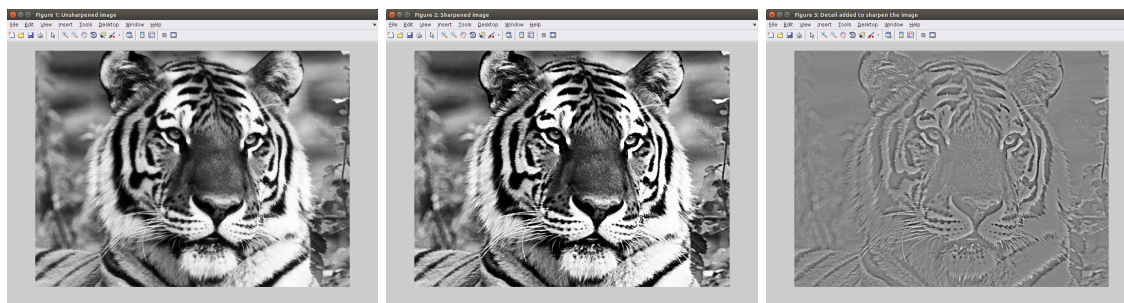 Figure 1: Unsharpened image
File Edit View Insert Tools Desktop Window Help
Figure 2: Sharpened image
File Edit View Insert Tools Desktop Window Help
Figure 3: Detail added to sharpen the image
File Edit View Insert Tools Desktop Window Help